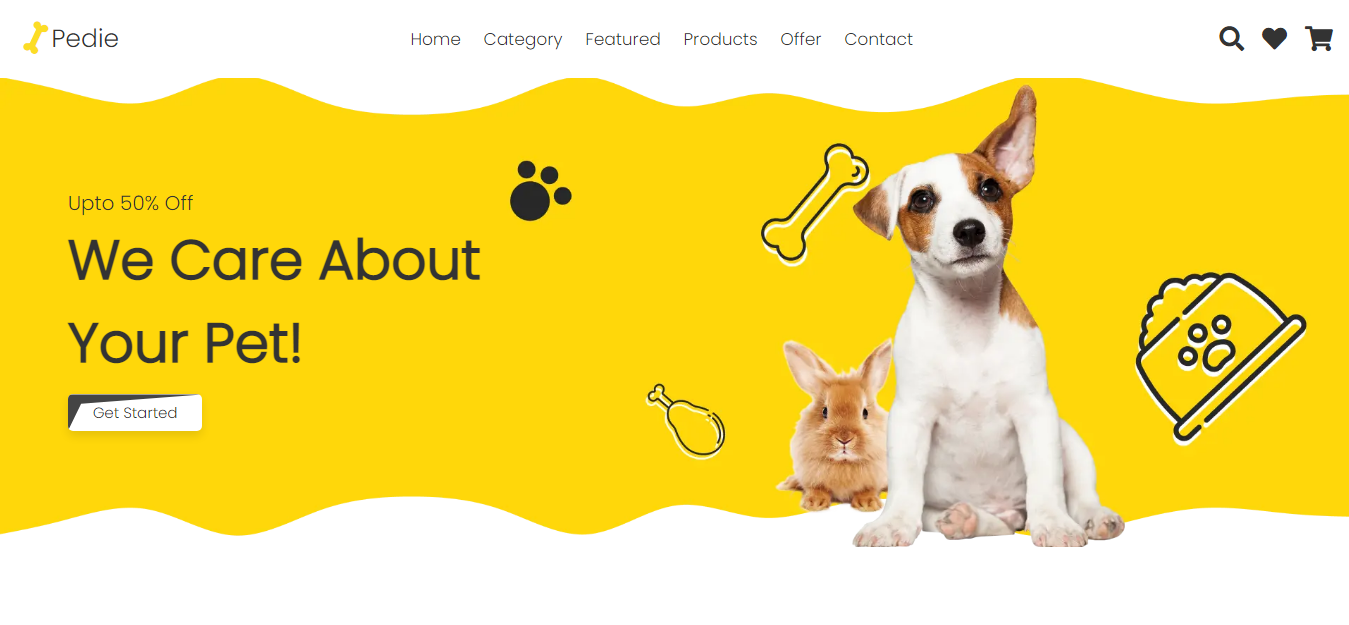 Pedie
Home Category Featured Products Offer Contact
Upto 50% Off
We Care About
Your Pet!
Get Started